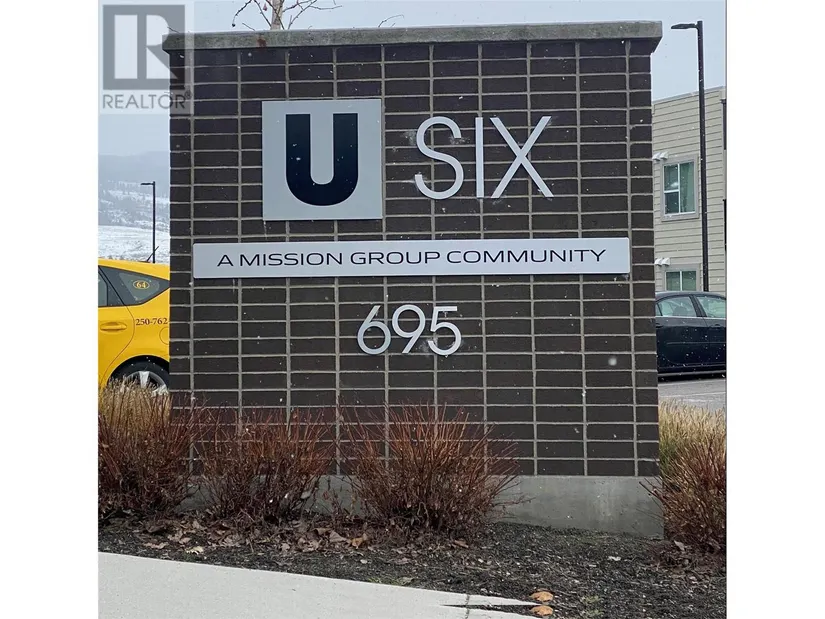 R
REALTOR®
U SIX
A MISSION GROUP COMMUNITY
695
64
250-762